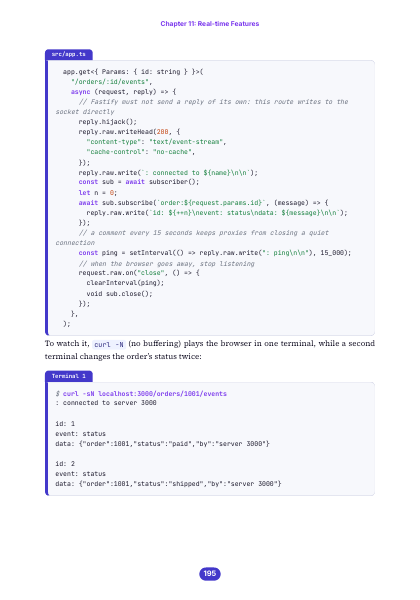 Chapter 11: Real-time Features
src/app.ts
app.get<{ Params: { id: string } }>(
"/orders/:id/events",
async (request, reply) => {
// Fastify must not send a reply of its own: this route writes to the
socket directly
reply.hijack();
reply.raw.writeHead(200, {
"content-type": "text/event-stream",
"cache-control": "no-cache",
});
reply.raw.write(`: connected to ${name}\n\n`);
const sub = await subscriber();
let n = 0;
await sub.subscribe(`order:${request.params.id}`, (message) => {
reply.raw.write(`id: ${++n}\nevent: status\ndata: ${message}\n\n`);
});
// a comment every 15 seconds keeps proxies from closing a quiet
connection
const ping = setInterval(() => reply.raw.write(": ping\n\n"), 15_000);
// when the browser goes away, stop listening
request.raw.on("close", () => {
clearInterval(ping);
void sub.close();
});
},
);
To watch it, curl -N (no buffering) plays the browser in one terminal, while a second
terminal changes the order's status twice:
Terminal 1
$ curl -sN localhost:3000/orders/1001/events
: connected to server 3000
id: 1
event: status
data: {"order":1001,"status":"paid","by":"server 3000"}
id: 2
event: status
data: {"order":1001,"status":"shipped","by":"server 3000"}
195